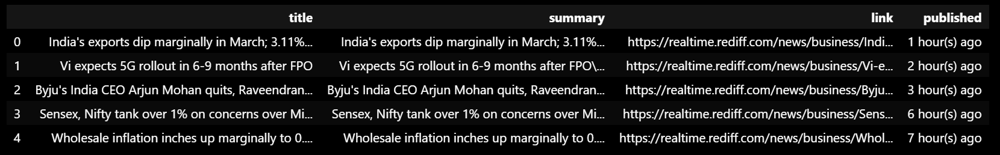 title summary link published
0 India's exports dip marginally in March; 3.11%... India's exports dip marginally in March; 3.11%... https://realtime.rediff.com/news/business/Indi... 1 hour(s) ago
1 Vi expects 5G rollout in 6-9 months after FPO Vi expects 5G rollout in 6-9 months after FPO\... https://realtime.rediff.com/news/business/Vi-e... 2 hour(s) ago
2 Byju's India CEO Arjun Mohan quits, Raveendran... Byju's India CEO Arjun Mohan quits, Raveendran... https://realtime.rediff.com/news/business/Byju... 3 hour(s) ago
3 Sensex, Nifty tank over 1% on concerns over Mi... Sensex, Nifty tank over 1% on concerns over Mi... https://realtime.rediff.com/news/business/Sens... 6 hour(s) ago
4 Wholesale inflation inches up marginally to 0.... Wholesale inflation inches up marginally to 0.... https://realtime.rediff.com/news/business/Whol... 7 hour(s) ago